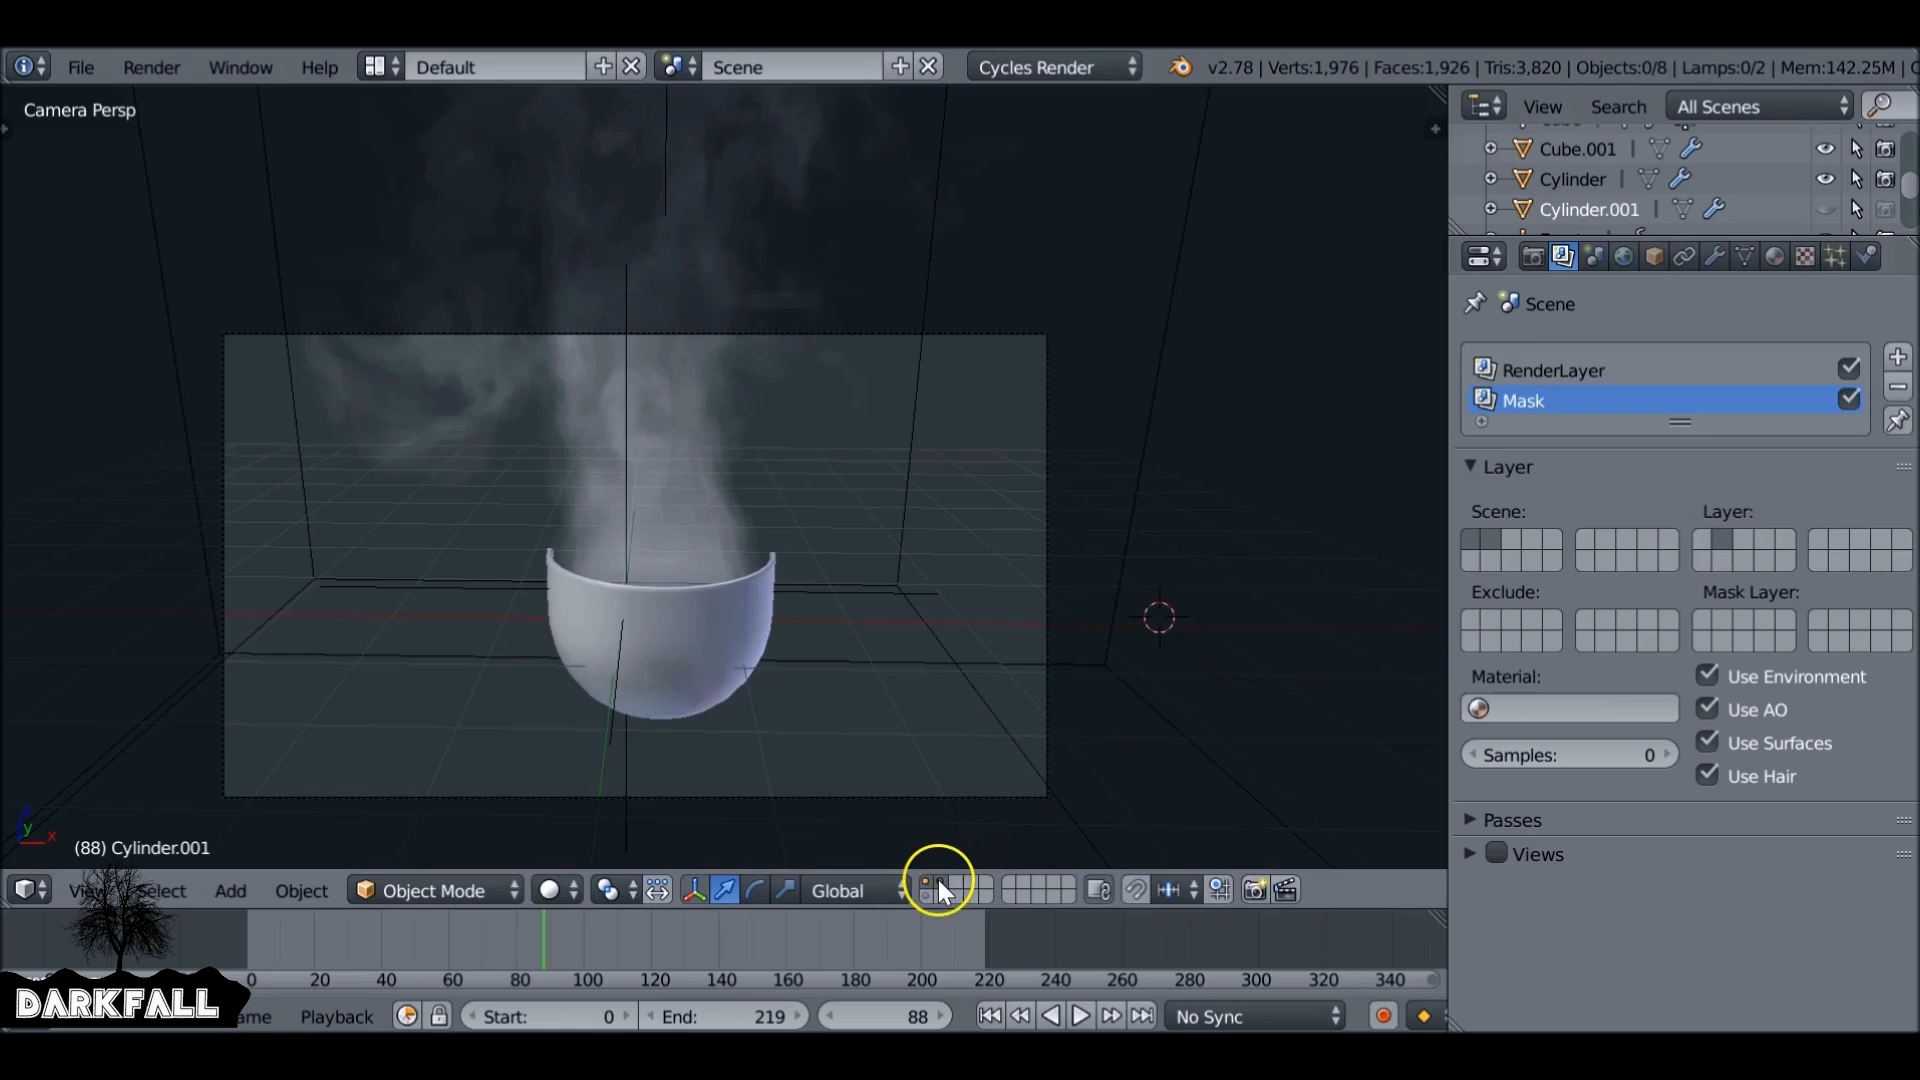 File Render Window Help Default Scene Cycles Render v2.78 | Verts:1,976 | Faces:1,926 | Tris:3,820 | Objects:0/8 | Lamps:0/2 | Mem:142.25M |
Camera Persp
View Search All Scenes
Cube.001
Cylinder
Cylinder.001
Scene
RenderLayer
Mask
Layer
Scene: Layer:
Exclude: Mask Layer:
Material:
Use Environment
Use AO
Samples: 0
Use Surfaces
Use Hair
Passes
Views
(88) Cylinder.001
View Select Add Object Object Mode Global
0 20 40 60 80 100 120 140 160 180 200 220 240 260 280 300 320 340
DARKFALL
Playback Start: 0 End: 219 88 No Sync